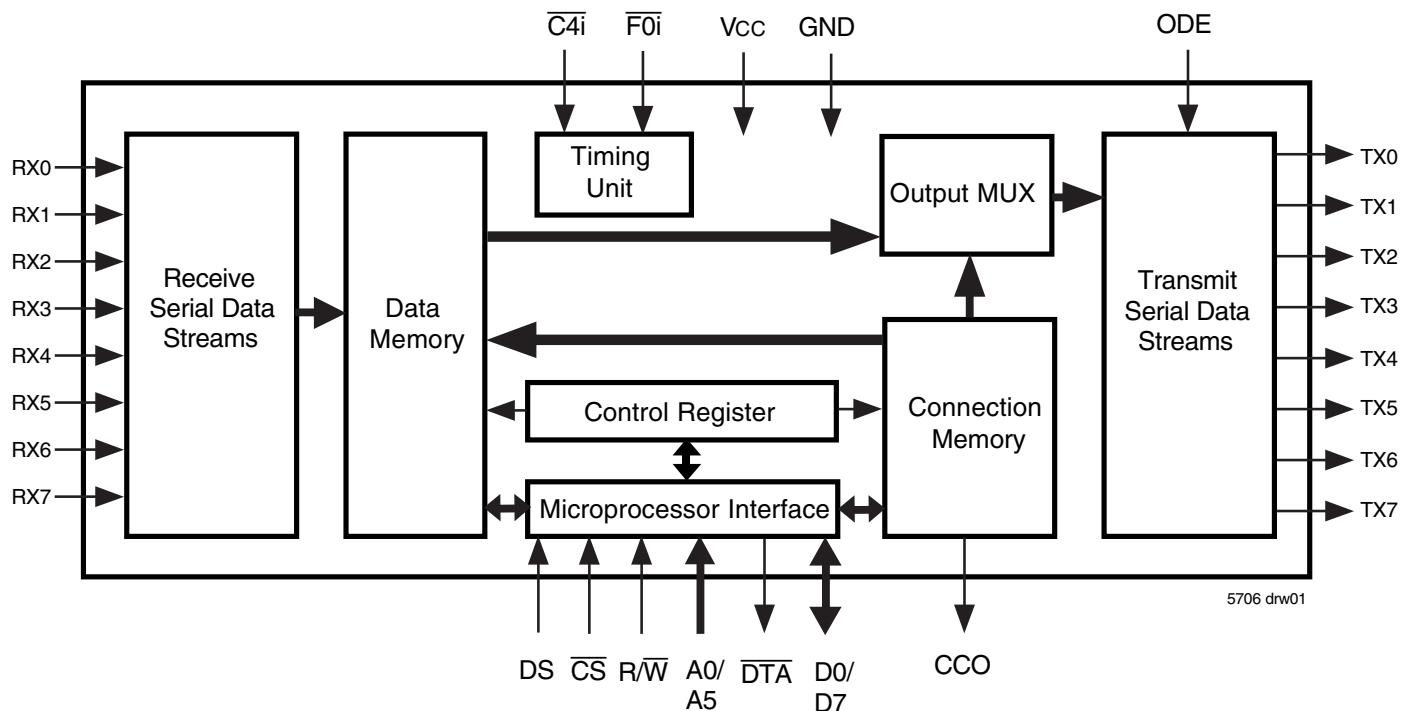 C4i F0i VCC GND ODE
RX0
RX1
RX2
RX3
RX4
RX5
RX6
RX7
Receive
Serial Data
Streams
Data
Memory
Timing
Unit
Output MUX
Control Register
Microprocessor Interface
Connection
Memory
Transmit
Serial Data
Streams
TX0
TX1
TX2
TX3
TX4
TX5
TX6
TX7
5706 drw01
DS CS R/W A0/
A5 DTA D0/
D7 CCO